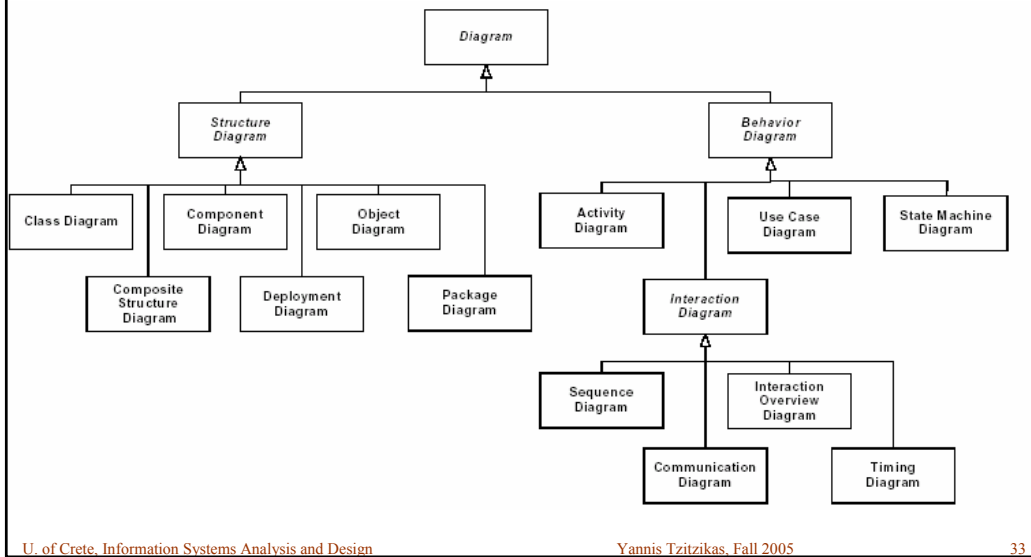 Diagram
Structure
Diagram
Behavior
Diagram
Class Diagram
Component
Diagram
Object
Diagram
Activity
Diagram
Use Case
Diagram
State Machine
Diagram
Composite
Structure
Diagram
Deployment
Diagram
Package
Diagram
Interaction
Diagram
Sequence
Diagram
Interaction
Overview
Diagram
Communication
Diagram
Timing
Diagram
U. of Crete, Information Systems Analysis and Design Yannis Tzitzikas, Fall 2005 33